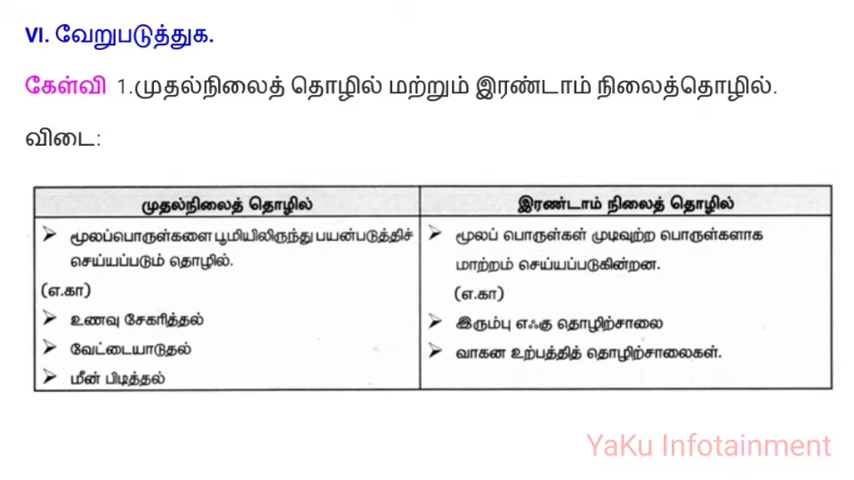 VI. வேறுபடுத்துக.
கேள்வி 1.முதல்நிலைத் தொழில் மற்றும் இரண்டாம் நிலைத்தொழில்.
விடை:
முதல்நிலைத் தொழில்
➢ மூலப்பொருள்களை பூமியிலிருந்து பயன்படுத்திச்
செய்யப்படும் தொழில்.
(எ.கா)
➢ உணவு சேகரித்தல்
➢ வேட்டையாடுதல்
➢ மீன் பிடித்தல்
இரண்டாம் நிலைத் தொழில்
➢ மூலப் பொருள்கள் முடிவுற்ற பொருள்களாக
மாற்றம் செய்யப்படுகின்றன.
(எ.கா)
➢ இரும்பு எஃகு தொழிற்சாலை
➢ வாகன உற்பத்தித் தொழிற்சாலைகள்.
YaKu Infotainment